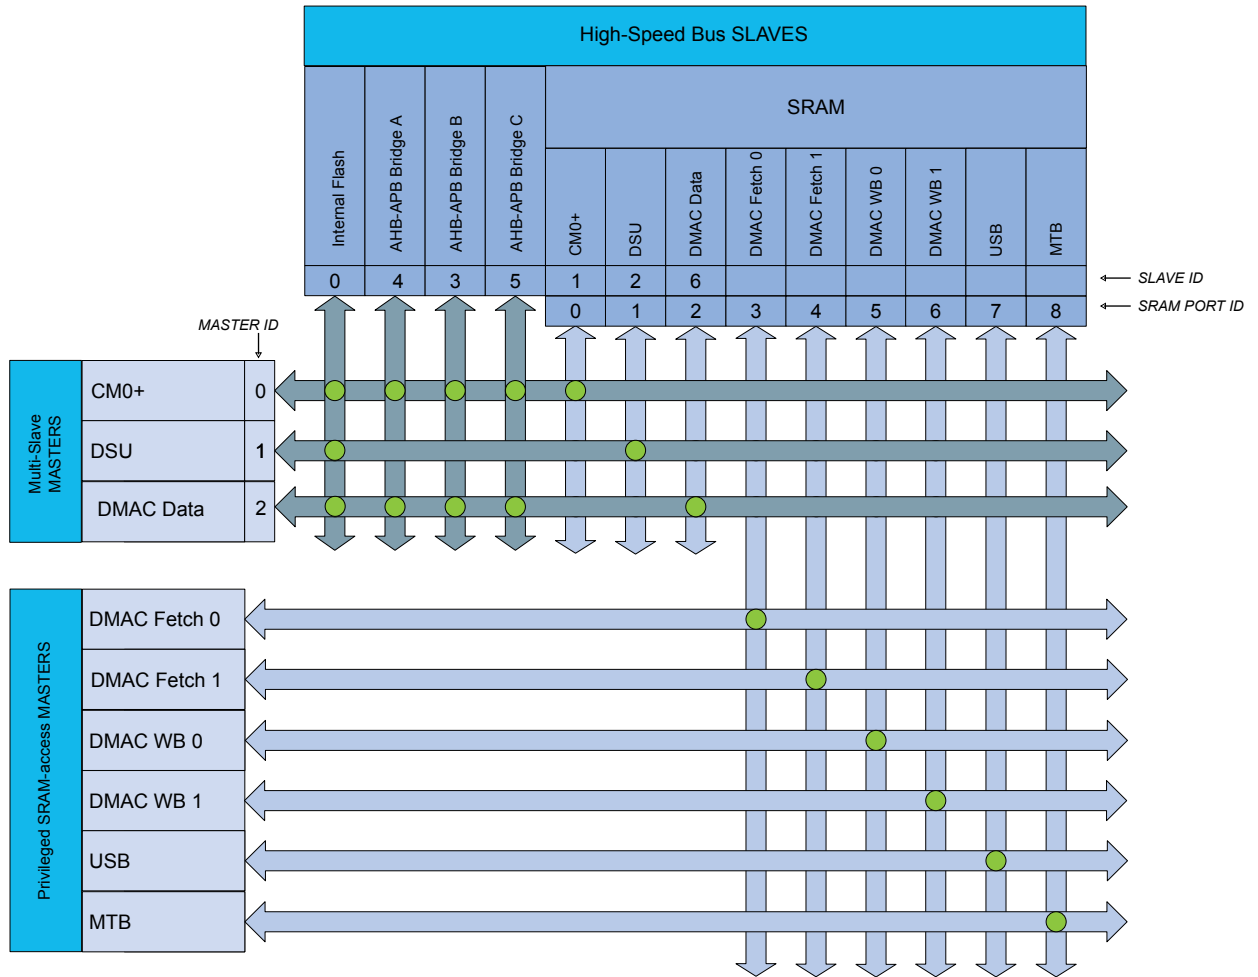 High-Speed Bus SLAVES
SRAM
Internal Flash
AHB-APB Bridge A
AHB-APB Bridge B
AHB-APB Bridge C
CM0+
DSU
DMAC Data
DMAC Fetch 0
DMAC Fetch 1
DMAC WB 0
DMAC WB 1
USB
MTB
0 4 3 5 1 2 6 SLAVE ID
0 1 2 3 4 5 6 7 8 SRAM PORT ID
MASTER ID
Multi-Slave
MASTERS
CM0+ 0
DSU 1
DMAC Data 2
Privileged SRAM-access MASTERS
DMAC Fetch 0
DMAC Fetch 1
DMAC WB 0
DMAC WB 1
USB
MTB